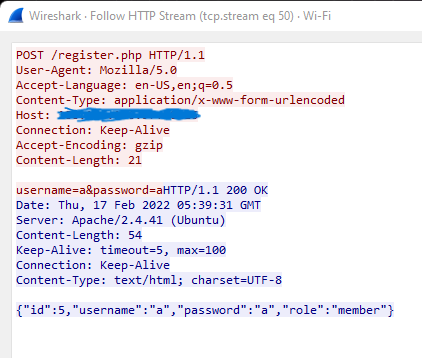 Wireshark · Follow HTTP Stream (tcp.stream eq 50) · Wi-Fi
POST /register.php HTTP/1.1
User-Agent: Mozilla/5.0
Accept-Language: en-US,en;q=0.5
Content-Type: application/x-www-form-urlencoded
Host:
Connection: Keep-Alive
Accept-Encoding: gzip
Content-Length: 21
username=a&password=aHTTP/1.1 200 OK
Date: Thu, 17 Feb 2022 05:39:31 GMT
Server: Apache/2.4.41 (Ubuntu)
Content-Length: 54
Keep-Alive: timeout=5, max=100
Connection: Keep-Alive
Content-Type: text/html; charset=UTF-8
{"id":5,"username":"a","password":"a","role":"member"}